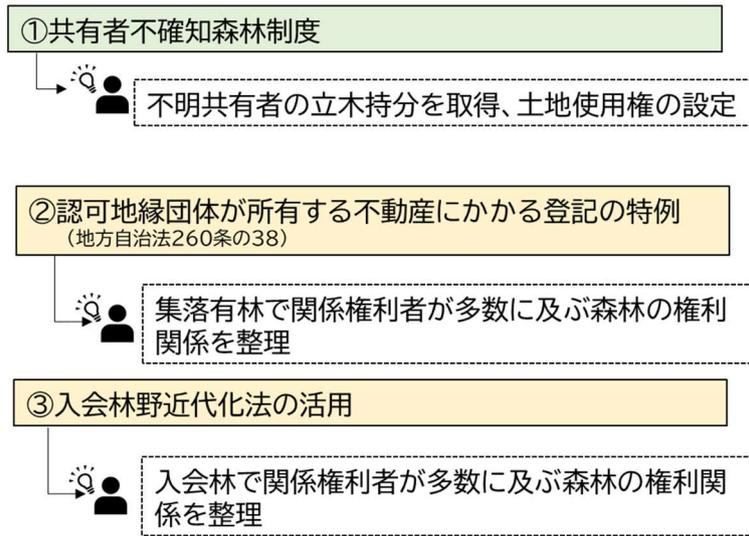 ①共有者不確知森林制度
不明共有者の立木持分を取得、土地使用権の設定
②認可地縁団体が所有する不動産にかかる登記の特例
（地方自治法260条の38）
集落有林で関係権利者が多数に及ぶ森林の権利
関係を整理
③入会林野近代化法の活用
入会林で関係権利者が多数に及ぶ森林の権利関
係を整理